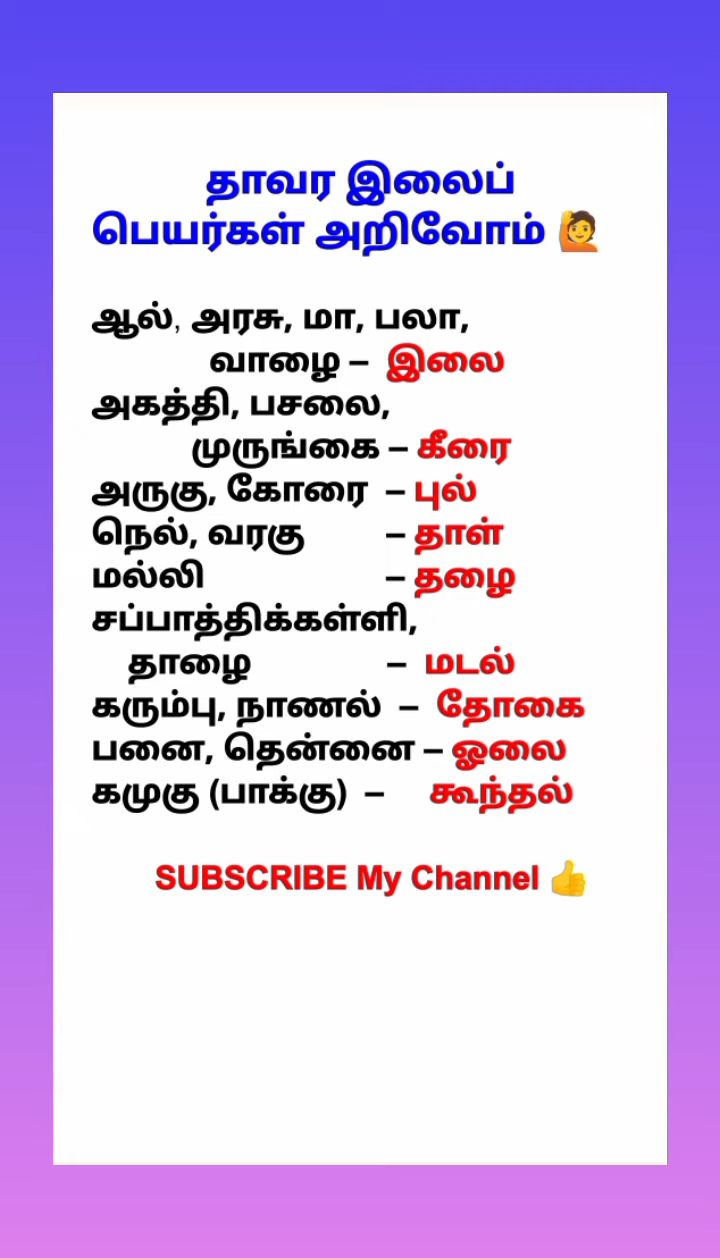 தாவர இலைப்
பெயர்கள் அறிவோம் 🙋
ஆல், அரசு, மா, பலா,
வாழை – இலை
அகத்தி, பசலை,
முருங்கை – கீரை
அருகு, கோரை – புல்
நெல், வரகு – தாள்
மல்லி – தழை
சப்பாத்திக்கள்ளி,
தாழை – மடல்
கரும்பு, நாணல் – தோகை
பனை, தென்னை – ஓலை
கமுகு (பாக்கு) – கூந்தல்
SUBSCRIBE My Channel 👍